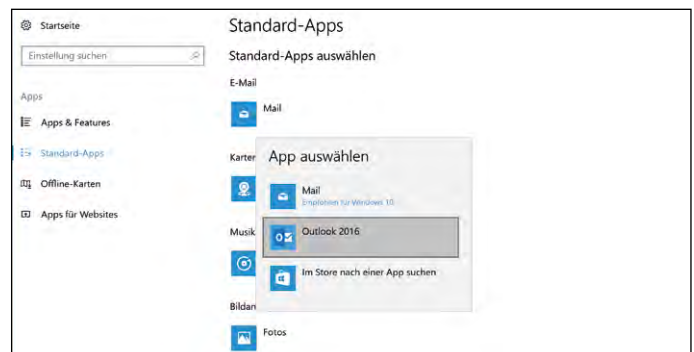 Startseite
Einstellung suchen
Apps
Apps & Features
Standard-Apps
Offline-Karten
Apps für Websites
Standard-Apps
Standard-Apps auswählen
E-Mail
Mail
Karten
App auswählen
Mail
Empfohlen für Windows 10
Musik
Outlook 2016
Im Store nach einer App suchen
Bildan
Fotos